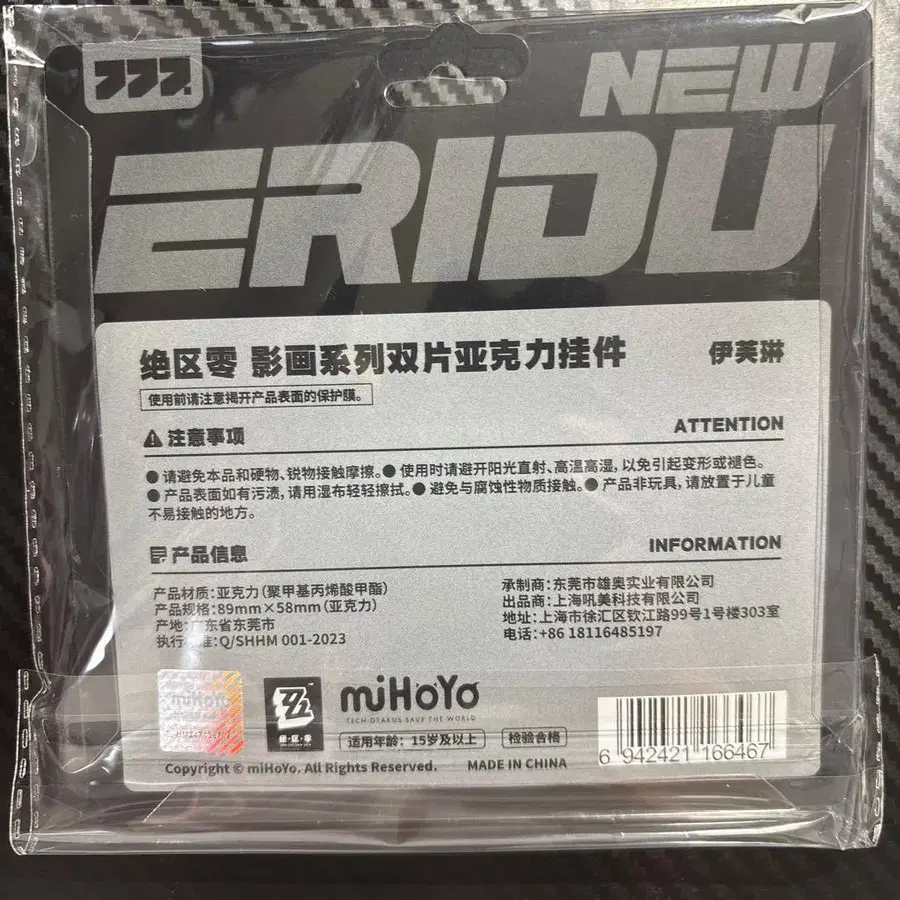 NEW
ERIDU
绝区零 影画系列双片亚克力挂件 伊芙琳
使用前请注意揭开产品表面的保护膜。
注意事项 ATTENTION
● 请避免本品和硬物、锐物接触摩擦。● 使用时请避开阳光直射、高温高湿，以免引起变形或褪色。
● 产品表面如有污渍，请用湿布轻轻擦拭。● 避免与腐蚀性物质接触。● 产品非玩具，请放置于儿童
不易接触的地方。
产品信息 INFORMATION
产品材质：亚克力（聚甲基丙烯酸甲酯）
产品规格：89mm×58mm（亚克力）
产地：广东省东莞市
执行标准：Q/SHHM 001-2023
承制商：东莞市雄奥实业有限公司
出品商：上海吼美科技有限公司
地址：上海市徐汇区钦江路99号1号楼303室
电话：+86 18116485197
miHoYo
绝·区·零
miHoYo
TECH OTAKUS SAVE THE WORLD
适用年龄：15岁及以上 检验合格
6 942421 166467
Copyright © miHoYo. All Rights Reserved. MADE IN CHINA